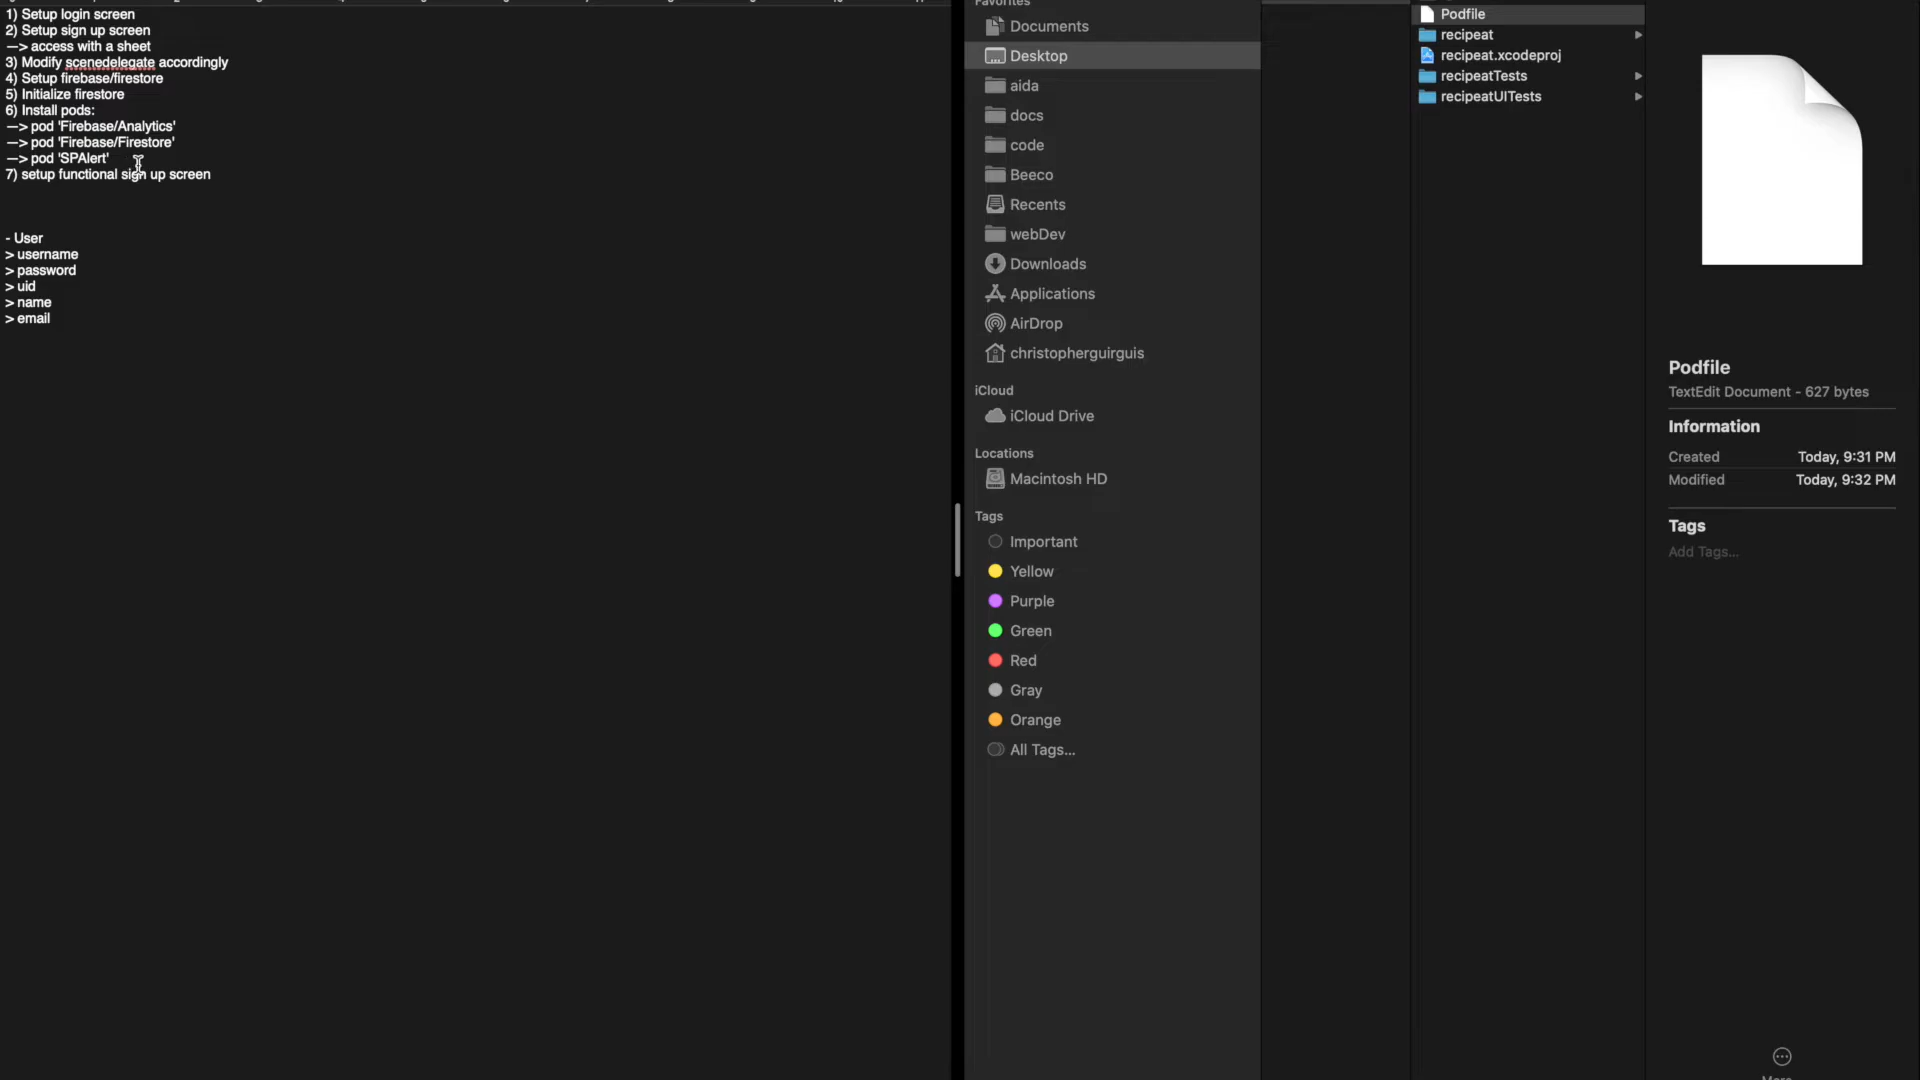 1) Setup login screen
2) Setup sign up screen
—> access with a sheet
3) Modify scenedelegate accordingly
4) Setup firebase/firestore
5) Initialize firestore
6) Install pods:
—> pod 'Firebase/Analytics'
—> pod 'Firebase/Firestore'
—> pod 'SPAlert'
7) setup functional sign up screen
- User
> username
> password
> uid
> name
> email
Favorites
Documents
Desktop
aida
docs
code
Beeco
Recents
webDev
Downloads
Applications
AirDrop
christopherguirguis
iCloud
iCloud Drive
Locations
Macintosh HD
Tags
Important
Yellow
Purple
Green
Red
Gray
Orange
All Tags...
Podfile
recipeat
recipeat.xcodeproj
recipeatTests
recipeatUITests
Podfile
TextEdit Document - 627 bytes
Information
Created Today, 9:31 PM
Modified Today, 9:32 PM
Tags
Add Tags...
More